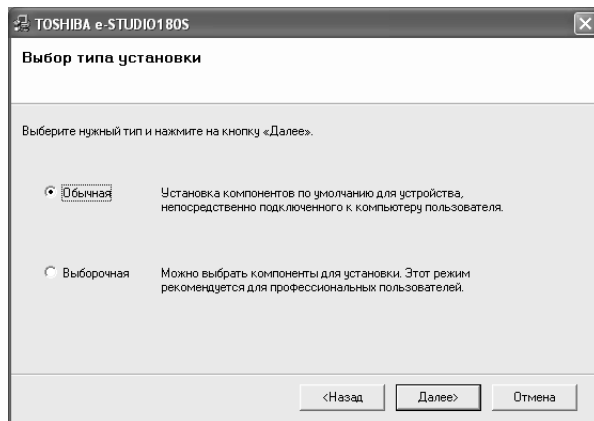 TOSHIBA e-STUDIO180S
Выбор типа установки
Выберите нужный тип и нажмите на кнопку «Далее».
Обычная
Установка компонентов по умолчанию для устройства,
непосредственно подключенного к компьютеру пользователя.
Выборочная
Можно выбрать компоненты для установки. Этот режим
рекомендуется для профессиональных пользователей.
<Назад
Далее>
Отмена